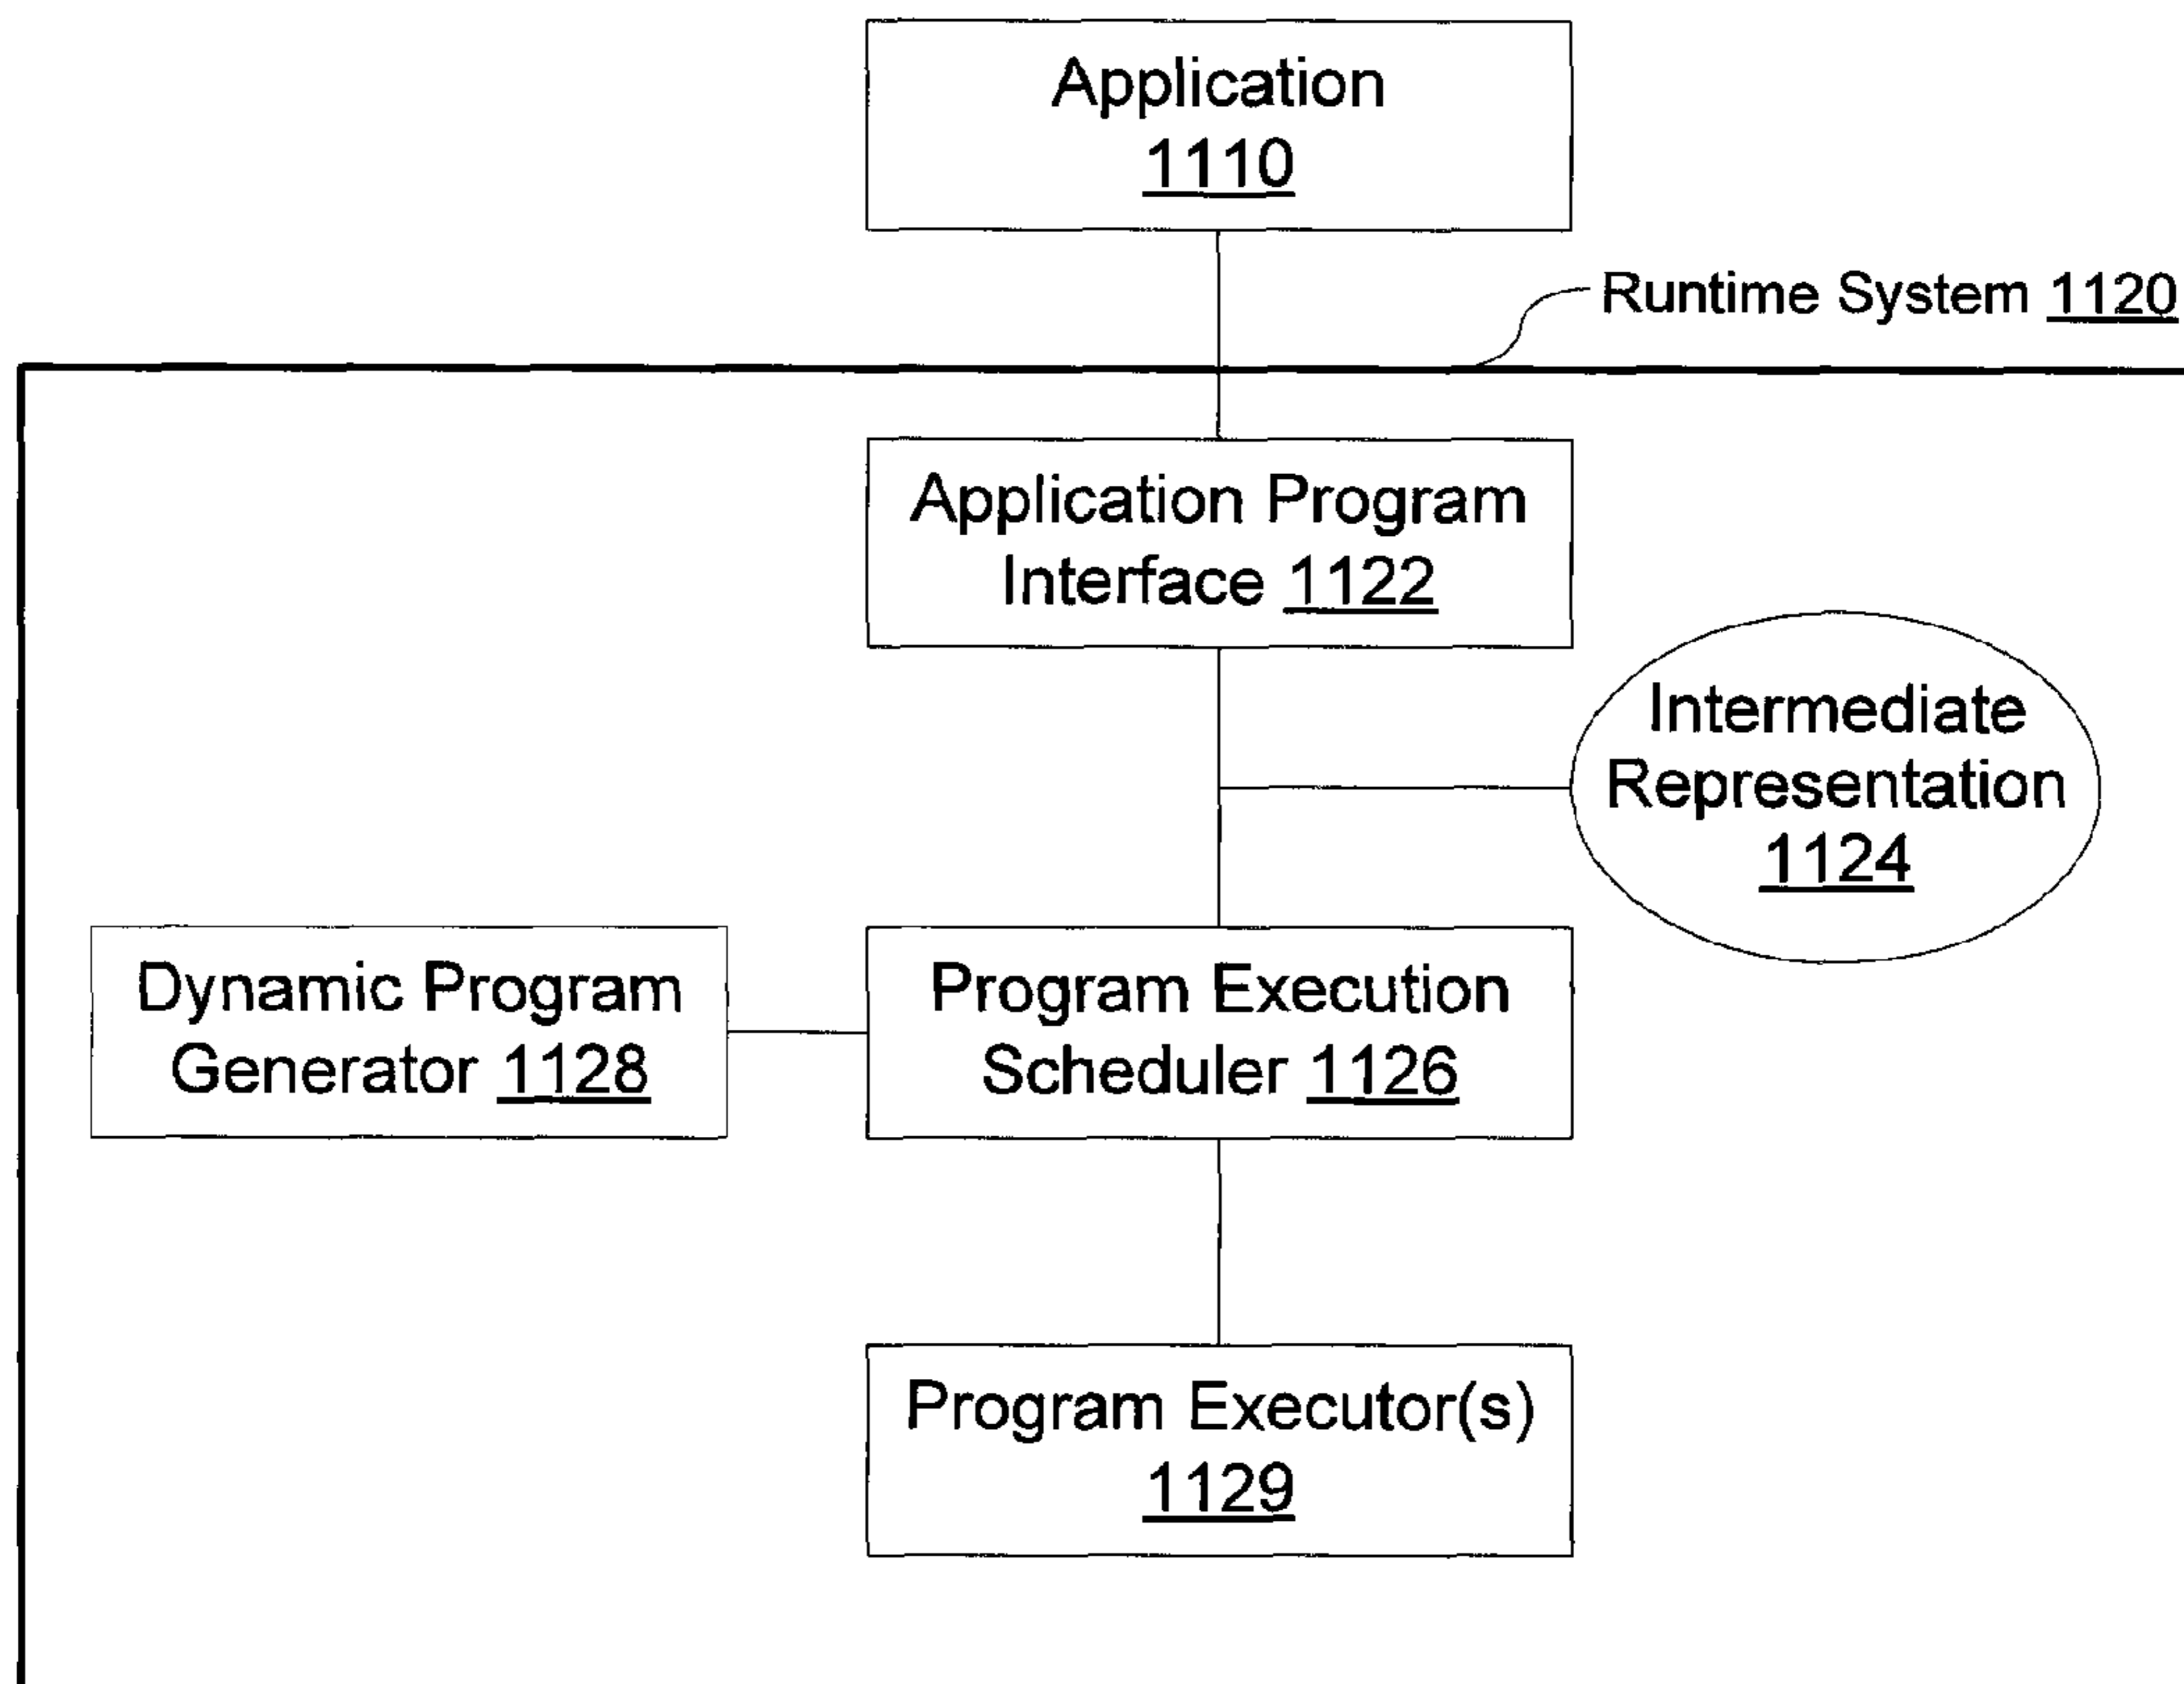 Application
1110
Runtime System 1120
Application Program
Interface 1122
Intermediate
Representation
1124
Dynamic Program
Generator 1128
Program Execution
Scheduler 1126
Program Executor(s)
1129